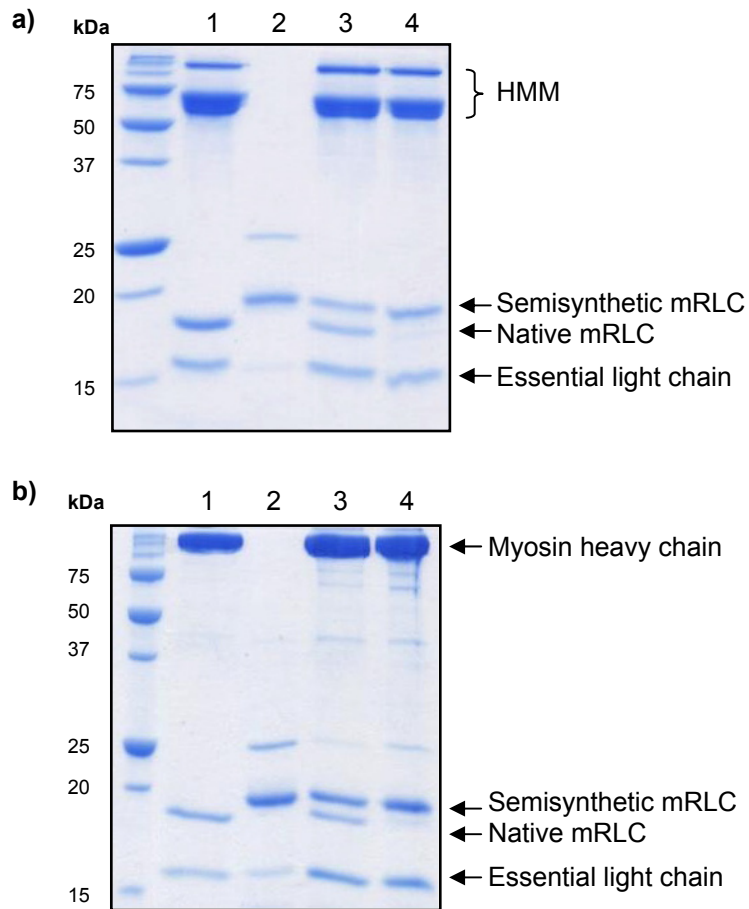 a)
kDa 1 2 3 4
75
50
37
25
20
15
HMM
Semisynthetic mRLC
Native mRLC
Essential light chain
b)
kDa 1 2 3 4
75
50
37
25
20
15
Myosin heavy chain
Semisynthetic mRLC
Native mRLC
Essential light chain